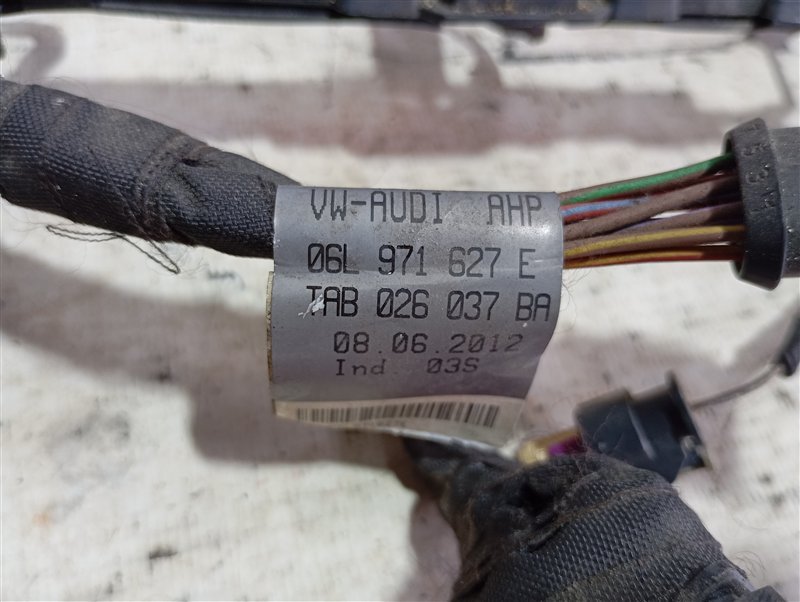 VW-AUDI AHP
06L 971 627 E
TAB 026 037 BA
08.06.2012
Ind 03S